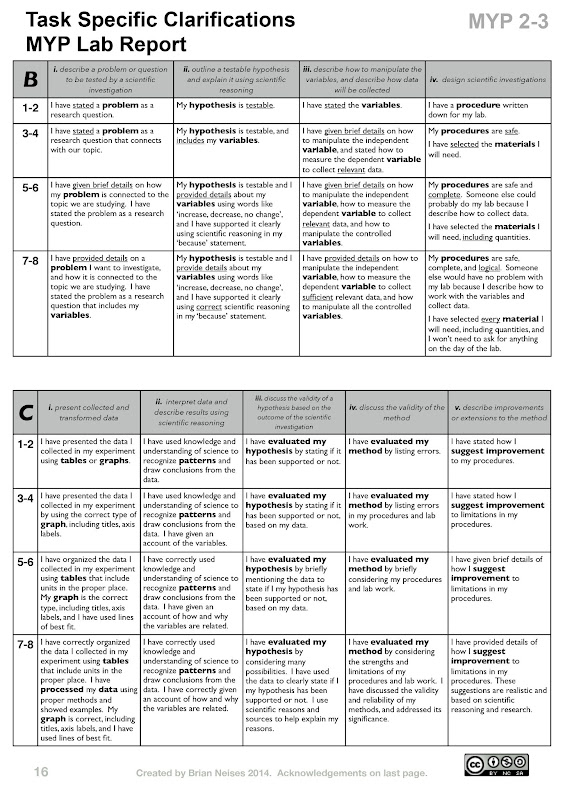 Task Specific Clarifications
MYP Lab Report
MYP 2-3
B
i. describe a problem or question
to be tested by a scientific
investigation
ii. outline a testable hypothesis
and explain it using scientific
reasoning
iii. describe how to manipulate the
variables, and describe how data
will be collected
iv. design scientific investigations
1-2
I have stated a problem as a
research question.
My hypothesis is testable.
I have stated the variables.
I have a procedure written
down for my lab.
3-4
I have stated a problem as a
research question that connects
with our topic.
My hypothesis is testable, and
includes my variables.
I have given brief details on how
to manipulate the independent
variable, and stated how to
measure the dependent variable
to collect relevant data.
My procedures are safe.
I have selected the materials I
will need.
5-6
I have given brief details on how
my problem is connected to the
topic we are studying. I have
stated the problem as a research
question.
My hypothesis is testable and I
provided details about my
variables using words like
'increase, decrease, no change',
and I have supported it clearly
using scientific reasoning in my
'because' statement.
I have given brief details on how
to manipulate the independent
variable, how to measure the
dependent variable to collect
relevant data, and how to
manipulate the controlled
variables.
My procedures are safe and
complete. Someone else could
probably do my lab because I
describe how to collect data.
I have selected the materials I
will need, including quantities.
7-8
I have provided details on a
problem I want to investigate,
and how it is connected to the
topic we are studying. I have
stated the problem as a research
question that includes my
variables.
My hypothesis is testable and I
provide details about my
variables using words like
'increase, decrease, no change',
and I have supported it clearly
using correct scientific reasoning
in my 'because' statement.
I have provided details on how to
manipulate the independent
variable, how to measure the
dependent variable to collect
sufficient relevant data, and how
to manipulate all the controlled
variables.
My procedures are safe,
complete, and logical. Someone
else would have no problem with
my lab because I describe how to
work with the variables and
collect data.
I have selected every material I
will need, including quantities, and
I won't need to ask for anything
on the day of the lab.
C
i. present collected and
transformed data
ii. interpret data and
describe results using
scientific reasoning
iii. discuss the validity of a
hypothesis based on the
outcome of the scientific
investigation
iv. discuss the validity of the
method
v. describe improvements
or extensions to the method
1-2
I have presented the data I
collected in my experiment
using tables or graphs.
I have used knowledge and
understanding of science to
recognize patterns and
draw conclusions from the
data.
I have evaluated my
hypothesis by stating if it
has been supported or not.
I have evaluated my
method by listing errors.
I have stated how I
suggest improvement
to my procedures.
3-4
I have presented the data I
collected in my experiment
by using the correct type of
graph, including titles, axis
labels.
I have used knowledge and
understanding of science to
recognize patterns and
draw conclusions from the
data. I have given an
account of the variables.
I have evaluated my
hypothesis by stating if it
has been supported or not,
based on my data.
I have evaluated my
method by listing errors
in my procedures and lab
work.
I have stated how I
suggest improvement
to limitations in my
procedures.
5-6
I have organized the data I
collected in my experiment
using tables that include
units in the proper place.
My graph is the correct
type, including titles, axis
labels, and I have used lines
of best fit.
I have correctly used
knowledge and
understanding of science to
recognize patterns and
draw conclusions from the
data. I have given an
account of how and why
the variables are related.
I have evaluated my
hypothesis by briefly
mentioning the data to
state if my hypothesis has
been supported or not,
based on my data.
I have evaluated my
method by briefly
considering my procedures
and lab work.
I have given brief details of
how I suggest
improvement to
limitations in my
procedures.
7-8
I have correctly organized
the data I collected in my
experiment using tables
that include units in the
proper place. I have
processed my data using
proper methods and
showed examples. My
graph is correct, including
titles, axis labels, and I have
used lines of best fit.
I have correctly used
knowledge and
understanding of science to
recognize patterns and
draw conclusions from the
data. I have correctly given
an account of how and why
the variables are related.
I have evaluated my
hypothesis by
considering many
possibilities. I have used
the data to clearly state if
my hypothesis has been
supported or not. I use
scientific reasons and
sources to help explain my
reasons.
I have evaluated my
method by considering
the strengths and
limitations of my
procedures and lab work. I
have discussed the validity
and reliability of my
methods, and addressed its
significance.
I have provided details of
how I suggest
improvement to
limitations in my
procedures. These
suggestions are realistic and
based on scientific
reasoning and research.
16
Created by Brian Neises 2014. Acknowledgements on last page.
cc
BY NC SA